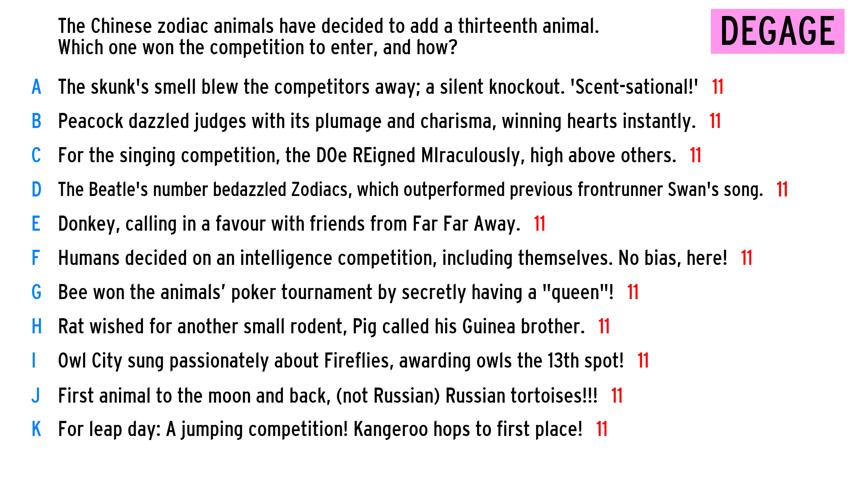 The Chinese zodiac animals have decided to add a thirteenth animal.
Which one won the competition to enter, and how?
DEGAGE
A The skunk's smell blew the competitors away; a silent knockout. 'Scent-sational!' 11
B Peacock dazzled judges with its plumage and charisma, winning hearts instantly. 11
C For the singing competition, the DOe REigned MIraculously, high above others. 11
D The Beatle's number bedazzled Zodiacs, which outperformed previous frontrunner Swan's song. 11
E Donkey, calling in a favour with friends from Far Far Away. 11
F Humans decided on an intelligence competition, including themselves. No bias, here! 11
G Bee won the animals’ poker tournament by secretly having a "queen"! 11
H Rat wished for another small rodent, Pig called his Guinea brother. 11
I Owl City sung passionately about Fireflies, awarding owls the 13th spot! 11
J First animal to the moon and back, (not Russian) Russian tortoises!!! 11
K For leap day: A jumping competition! Kangeroo hops to first place! 11